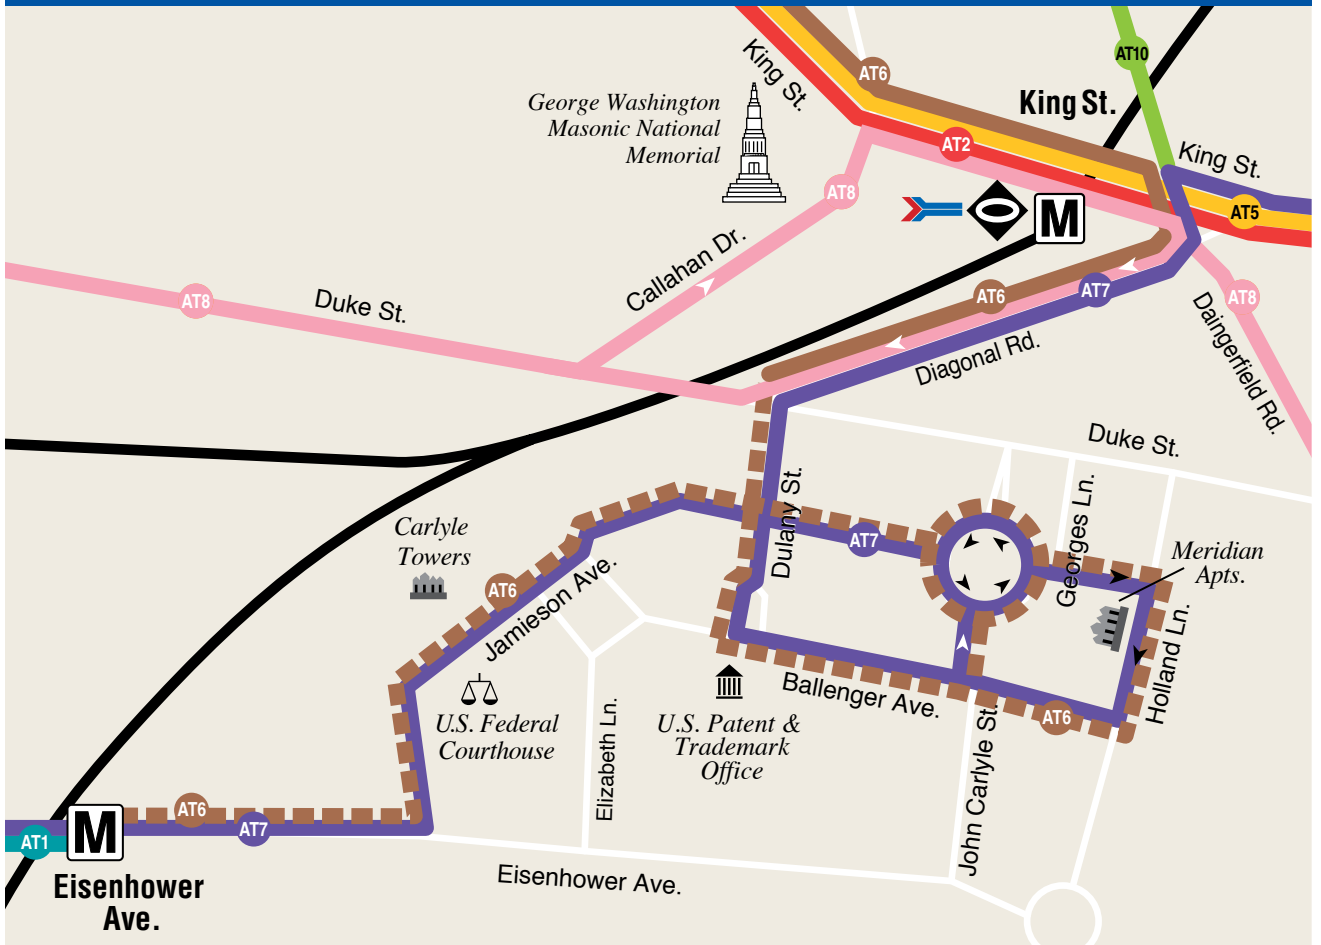 King St.
AT6
AT10
King St.
George Washington
Masonic National
Memorial
AT2
King St.
AT8
M
AT5
Callahan Dr.
AT8
Duke St.
AT6
AT7
AT8
Diagonal Rd.
Daingerfield Rd.
Duke St.
Dulany St.
Georges Ln.
Carlyle
Towers
AT7
Meridian
Apts.
AT6
Jamieson Ave.
Holland Ln.
U.S. Federal
Courthouse
Elizabeth Ln.
U.S. Patent &
Trademark
Office
Ballenger Ave.
AT6
John Carlyle St.
AT6
AT7
M
AT1
Eisenhower
Ave.
Eisenhower Ave.